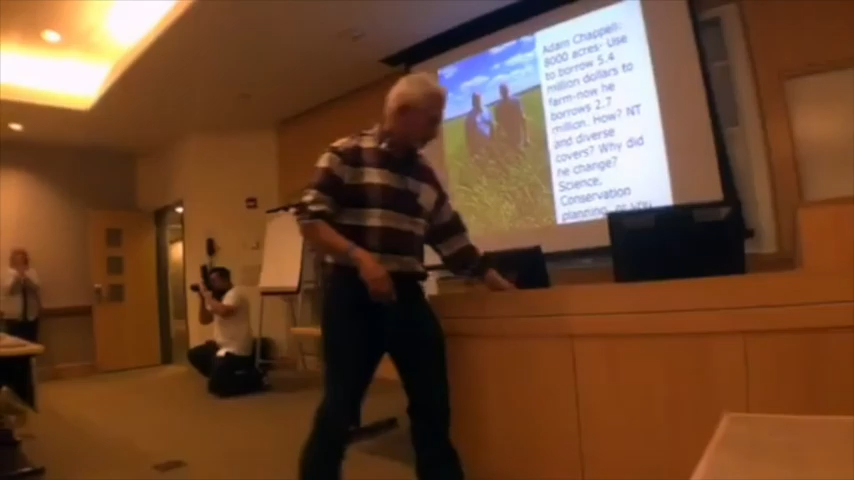 Adam Chappell:
8000 acres- Use
to borrow 5.4
million dollars to
farm-now he
borrows 2.7
million. How? NT
and diverse
covers? Why did
he change?
Science,
Conservation
planning,